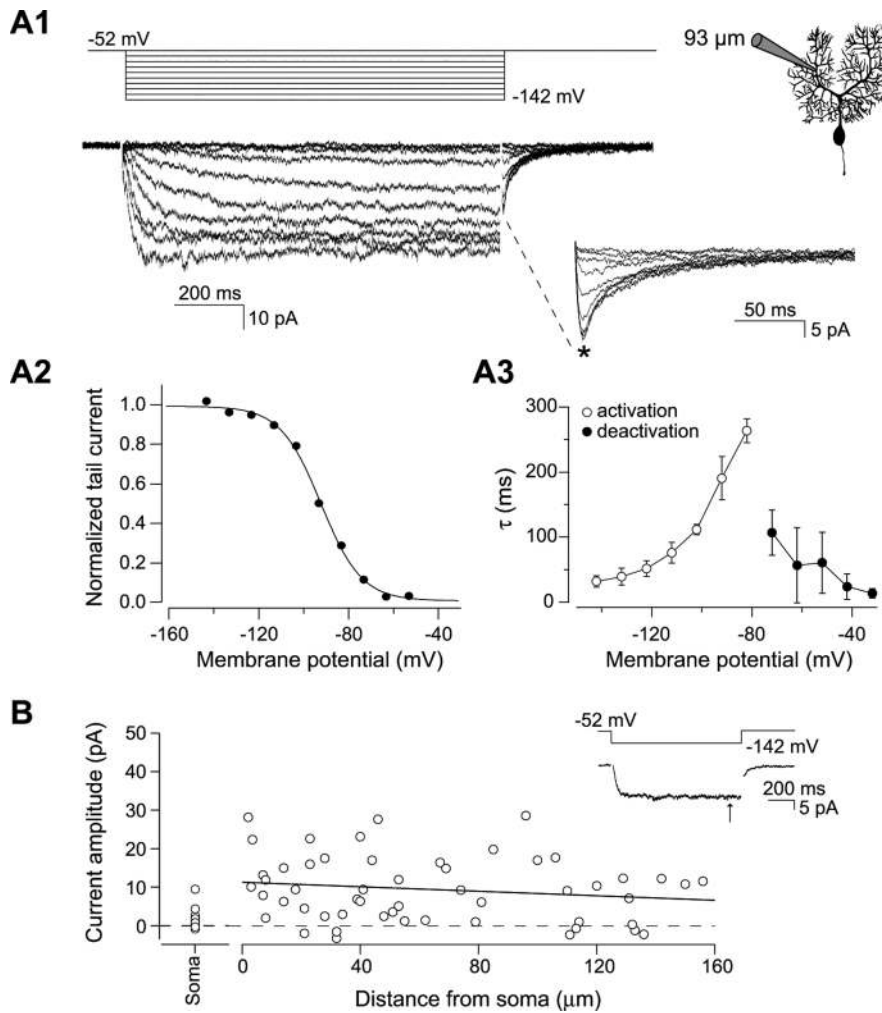 A1
-52 mV
-142 mV
93 µm
200 ms
10 pA
50 ms
5 pA
*
A2
Normalized tail current
1.0
0.8
0.6
0.4
0.2
0.0
-160 -120 -80 -40
Membrane potential (mV)
A3
activation
deactivation
τ (ms)
300
200
100
0
-120 -80 -40
Membrane potential (mV)
B
Current amplitude (pA)
50
40
30
20
10
0
Soma
0 40 80 120 160
Distance from soma (µm)
-52 mV
-142 mV
200 ms
5 pA